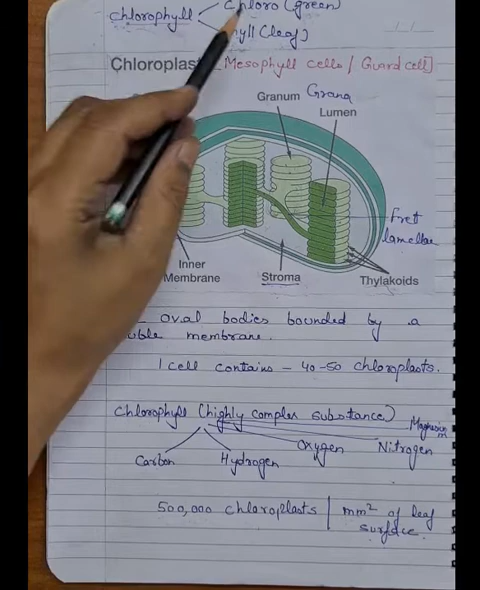 chlorophyll chloro (green)
hyll (leaf)
Chloroplast [Mesophyll cells / Guard cell]
Granum Grana
Lumen
Fret
lamellae
Inner
Membrane
Stroma
Thylakoids
oval bodies bounded by a
membrane.
1 cell contains - 40-50 chloroplasts.
Chlorophyll (highly complex substance)
Carbon Hydrogen Oxygen Nitrogen
500,000 chloroplasts / mm² of leaf
surface.